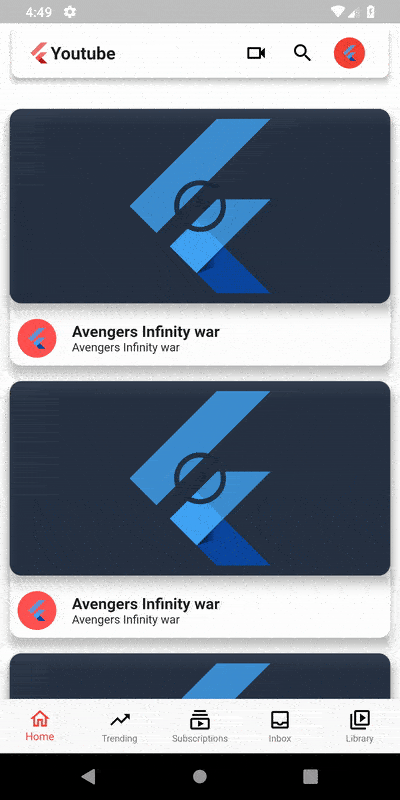 4:49
Youtube
Avengers Infinity war
Avengers Infinity war
Avengers Infinity war
Avengers Infinity war
Home
Trending
Subscriptions
Inbox
Library